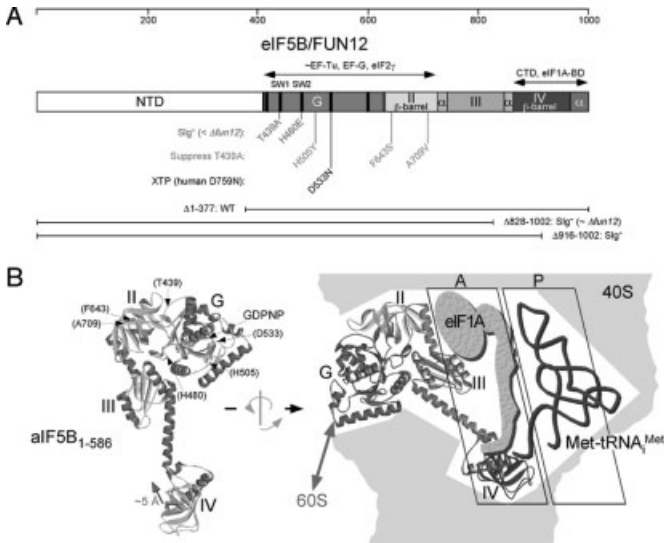 A
0 200 400 600 800 1000
eIF5B/FUN12
~EF-Tu, EF-G, eIF2γ
CTD, eIF1A-BD
SW1 SW2
NTD G II β-barrel α III α IV β-barrel α
Slg⁻ (< Δfun12)
T439A H480E
Suppress T439A:
H505Y F643S A709V
XTP (human D759N):
D533N
Δ1-377: WT
Δ828-1002: Slg⁻ (~ Δfun12)
Δ916-1002: Slg⁻
B
II (T439) G
(F643)
(A709)
GDPNP
(D533)
(H505)
(H480)
III
aIF5B1-586
~5 Å
IV
A P
40S
II
eIF1A
G
III
Met-tRNAiMet
60S
IV